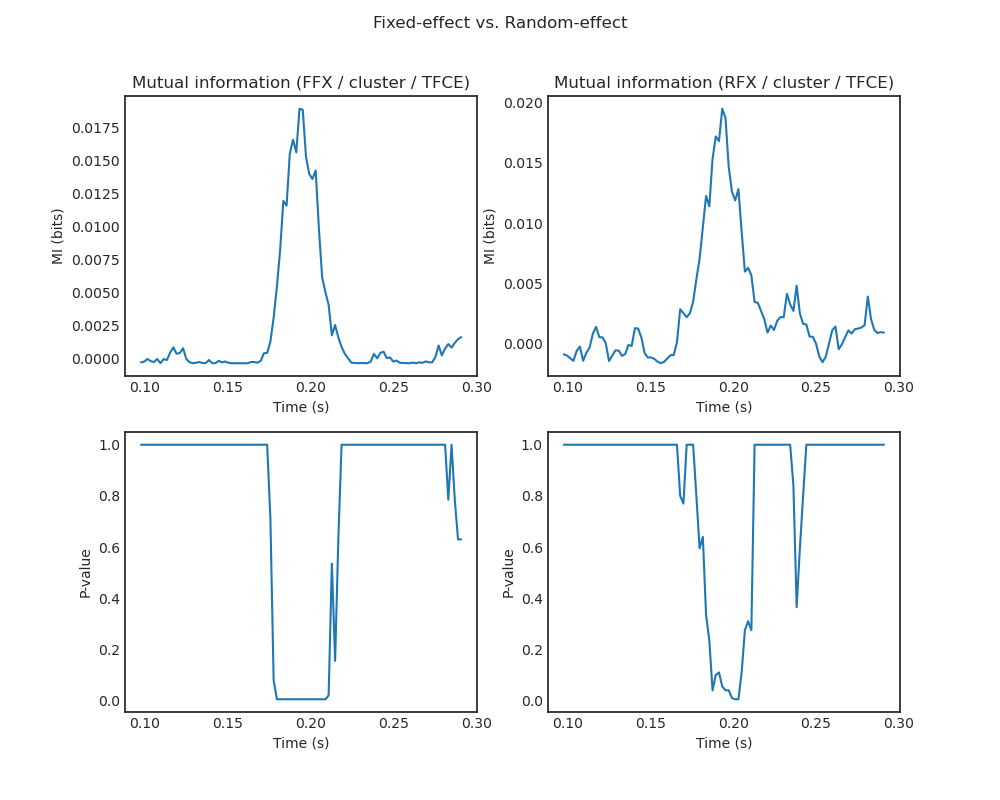 Fixed-effect vs. Random-effect
Mutual information (FFX / cluster / TFCE)
MI (bits)
0.0175
0.0150
0.0125
0.0100
0.0075
0.0050
0.0025
0.0000
0.10 0.15 0.20 0.25 0.30
Time (s)
Mutual information (RFX / cluster / TFCE)
MI (bits)
0.020
0.015
0.010
0.005
0.000
0.10 0.15 0.20 0.25 0.30
Time (s)
P-value
1.0
0.8
0.6
0.4
0.2
0.0
0.10 0.15 0.20 0.25 0.30
Time (s)
P-value
1.0
0.8
0.6
0.4
0.2
0.0
0.10 0.15 0.20 0.25 0.30
Time (s)